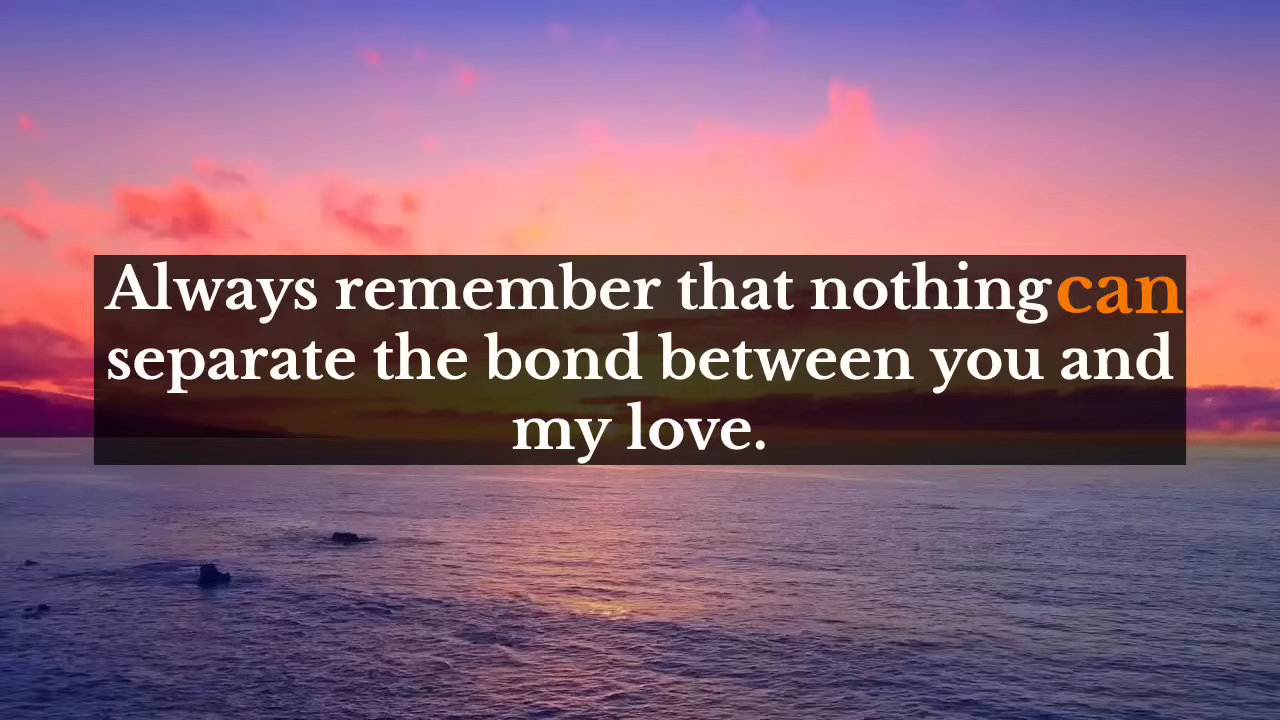 Always remember that nothing can
separate the bond between you and
my love.